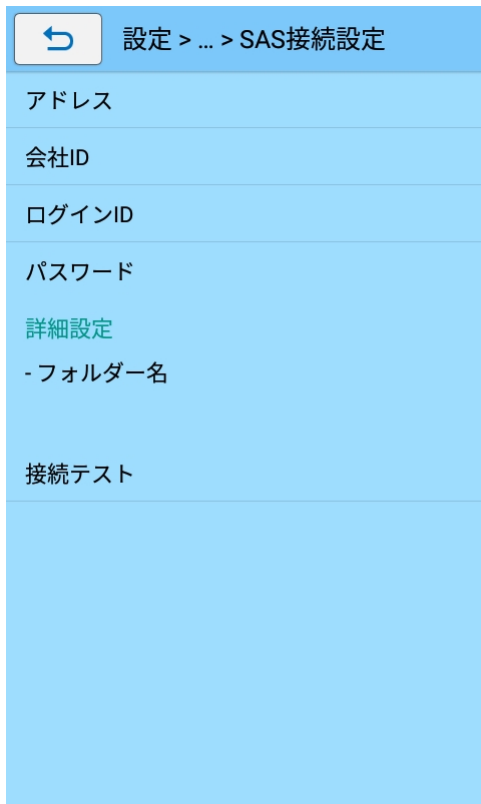 設定 > ... > SAS接続設定
アドレス
会社ID
ログインID
パスワード
詳細設定
- フォルダー名
接続テスト